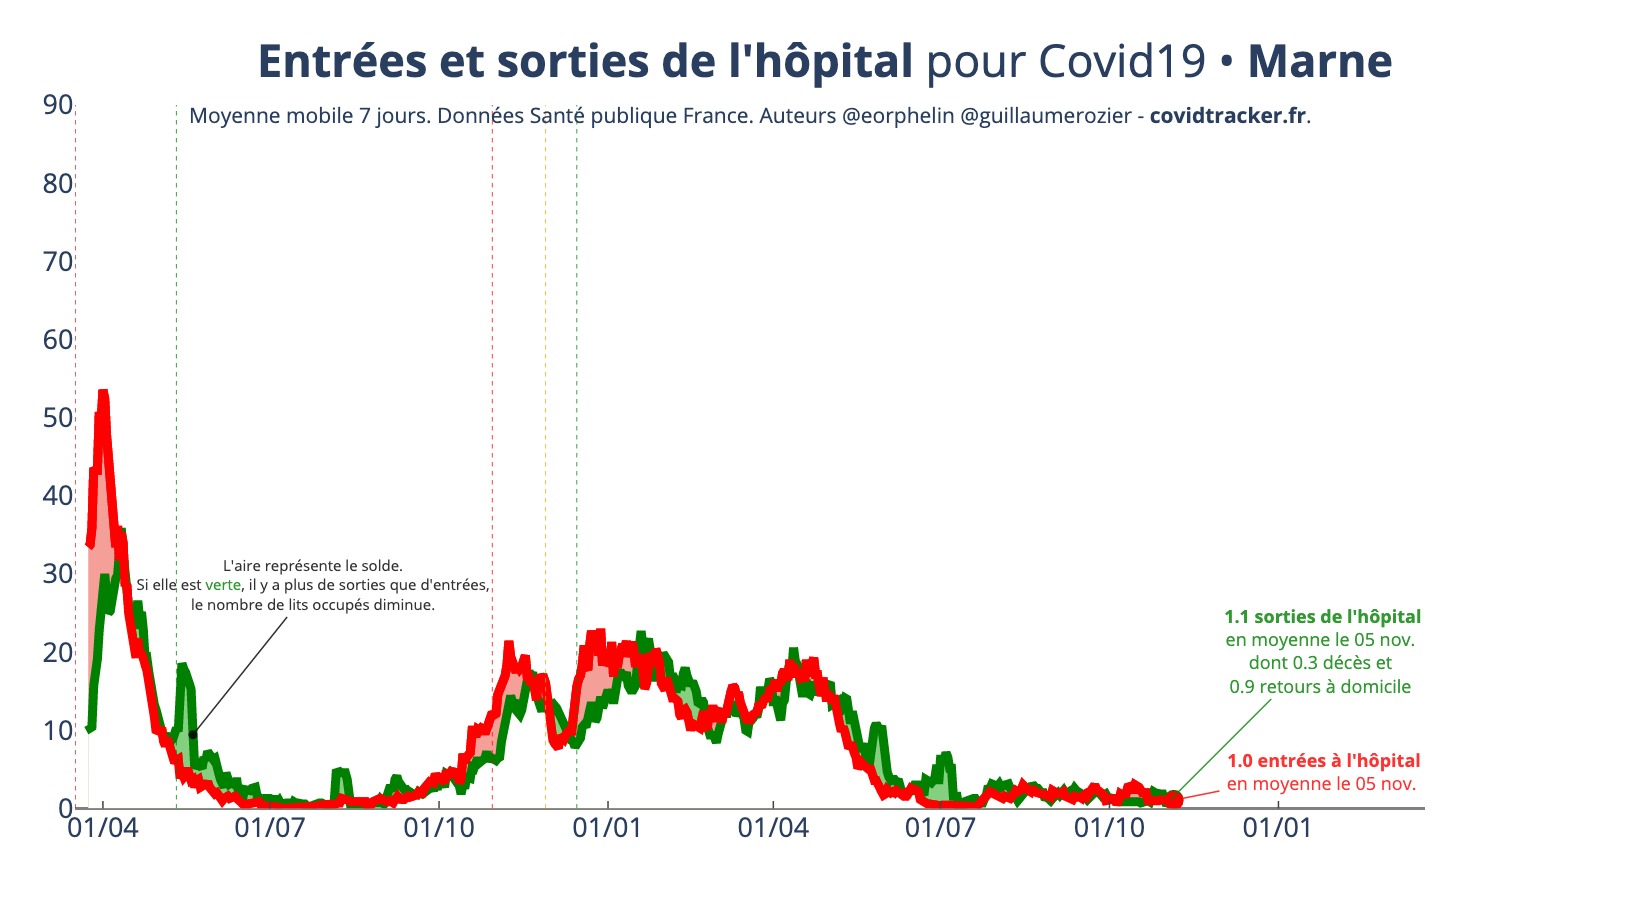 Entrées et sorties de l'hôpital pour Covid19 • Marne
Moyenne mobile 7 jours. Données Santé publique France. Auteurs @eorphelin @guillaumerozier - covidtracker.fr.
90
80
70
60
50
40
30
20
10
0
L'aire représente le solde.
Si elle est verte, il y a plus de sorties que d'entrées,
le nombre de lits occupés diminue.
1.1 sorties de l'hôpital
en moyenne le 05 nov.
dont 0.3 décès et
0.9 retours à domicile
1.0 entrées à l'hôpital
en moyenne le 05 nov.
01/04 01/07 01/10 01/01 01/04 01/07 01/10 01/01